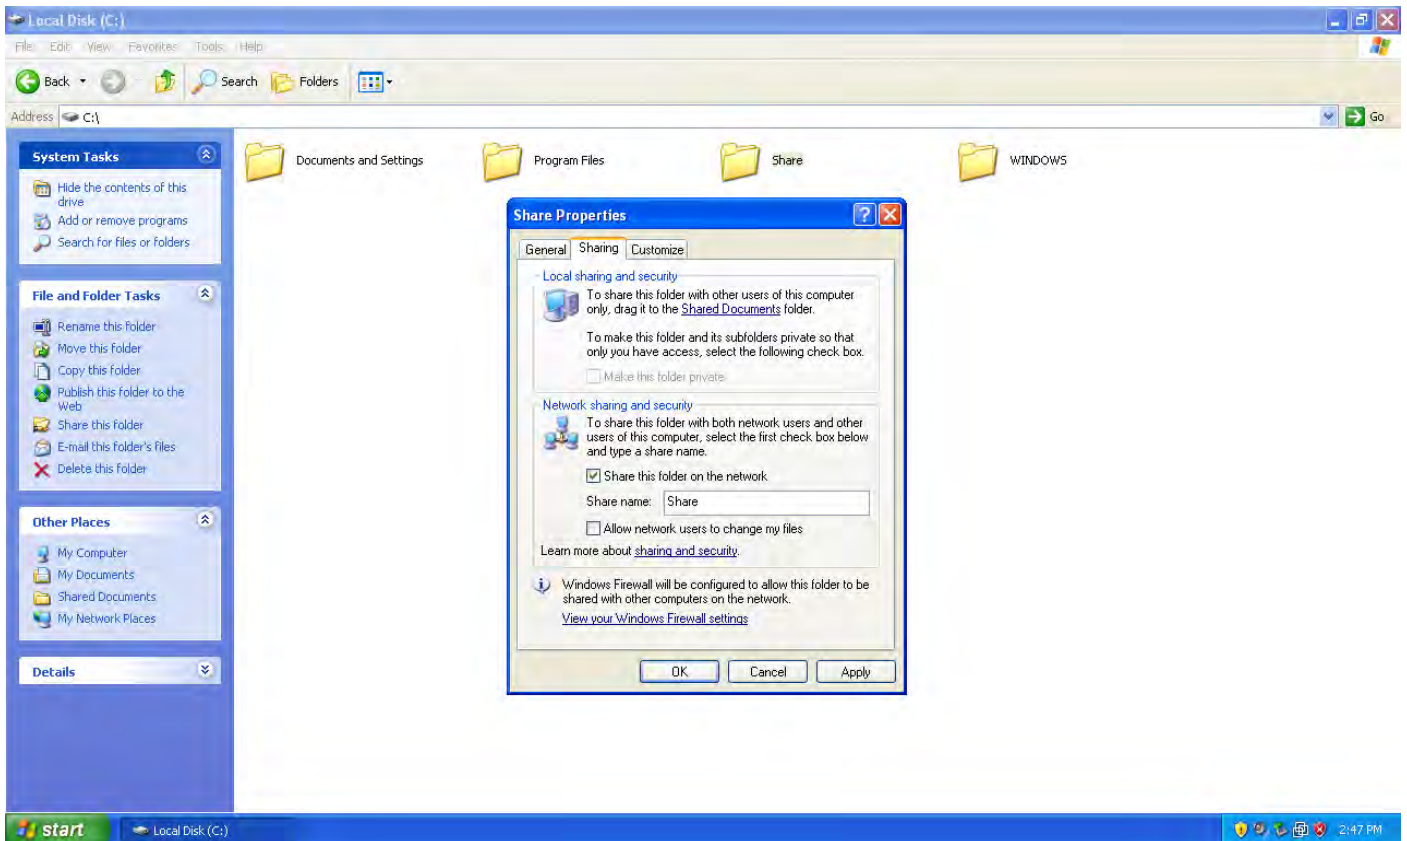 Local Disk (C:)
File Edit View Favorites Tools Help
Back Search Folders
Address C:\ Go
System Tasks
Hide the contents of this
drive
Add or remove programs
Search for files or folders
File and Folder Tasks
Rename this folder
Move this folder
Copy this folder
Publish this folder to the
Web
Share this folder
E-mail this folder's files
Delete this folder
Other Places
My Computer
My Documents
Shared Documents
My Network Places
Details
Documents and Settings Program Files Share WINDOWS
Share Properties
General Sharing Customize
Local sharing and security
To share this folder with other users of this computer
only, drag it to the Shared Documents folder.
To make this folder and its subfolders private so that
only you have access, select the following check box.
Make this folder private
Network sharing and security
To share this folder with both network users and other
users of this computer, select the first check box below
and type a share name.
Share this folder on the network
Share name: Share
Allow network users to change my files
Learn more about sharing and security.
Windows Firewall will be configured to allow this folder to be
shared with other computers on the network.
View your Windows Firewall settings
OK Cancel Apply
start Local Disk (C:) 2:47 PM